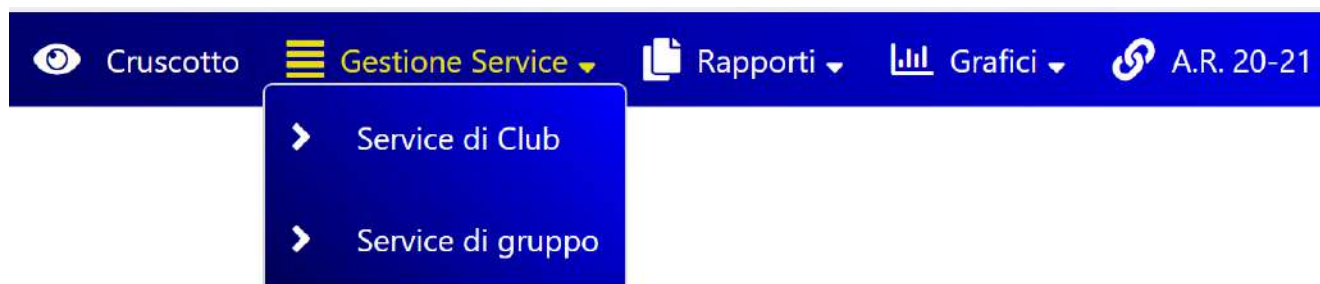 Cruscotto Gestione Service Rapporti Grafici A.R. 20-21
Service di Club
Service di gruppo